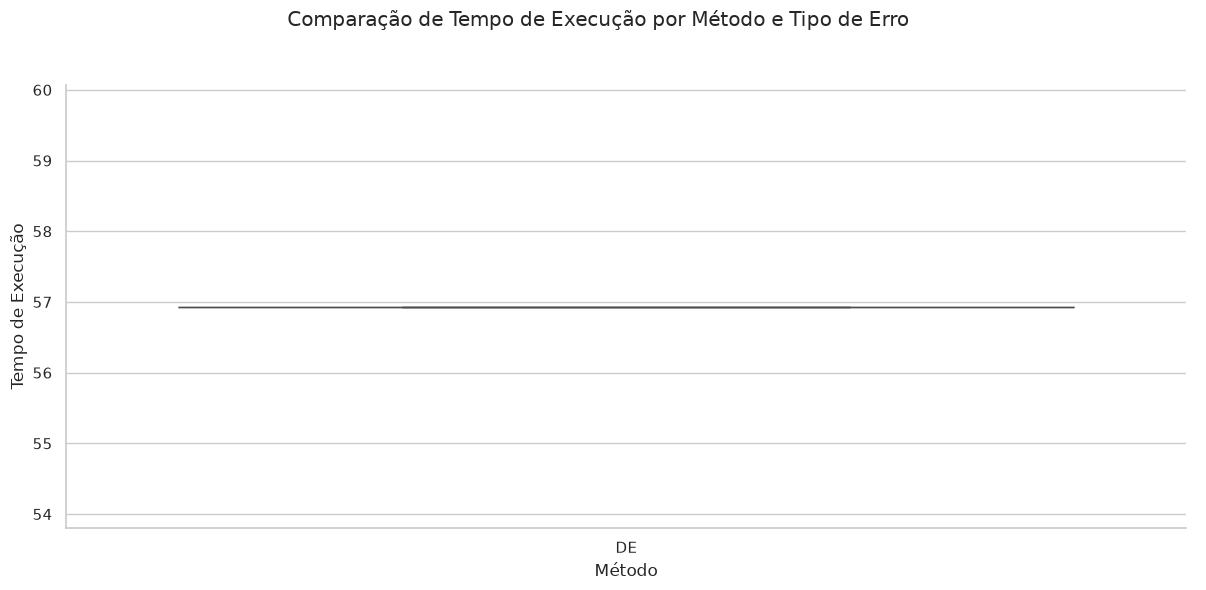 Comparação de Tempo de Execução por Método e Tipo de Erro
60
59
58
57
56
55
54
Tempo de Execução
DE
Método